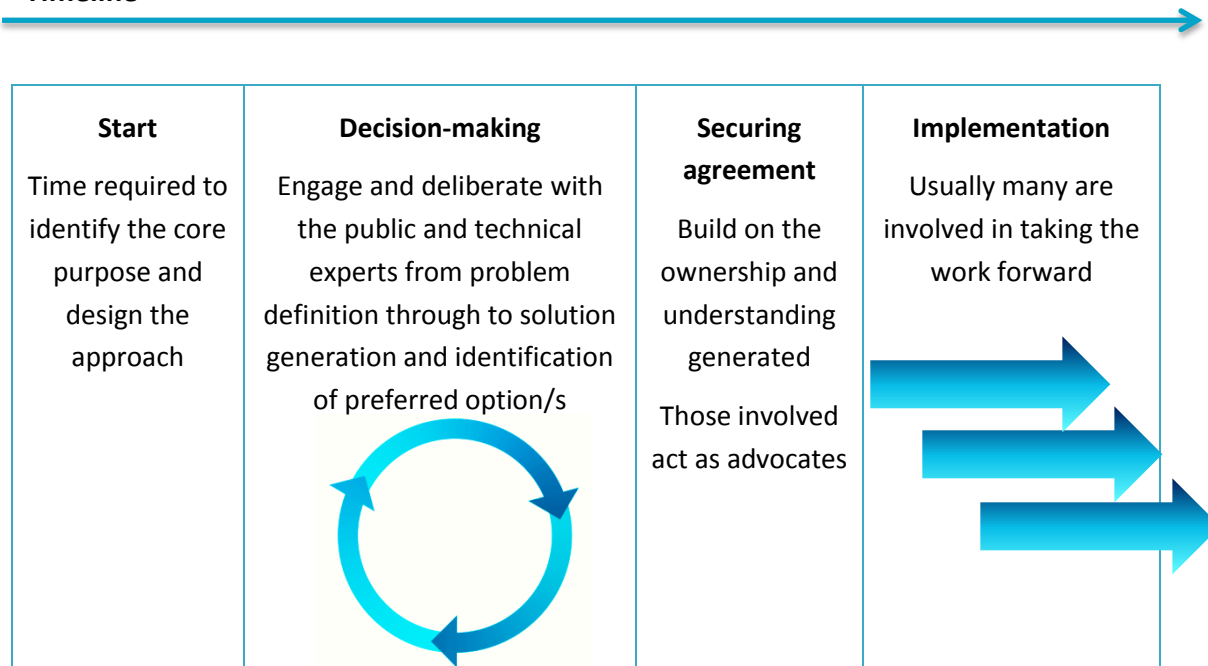 Start
Time required to
identify the core
purpose and
design the
approach
Decision-making
Engage and deliberate with
the public and technical
experts from problem
definition through to solution
generation and identification
of preferred option/s
Securing
agreement
Build on the
ownership and
understanding
generated
Those involved
act as advocates
Implementation
Usually many are
involved in taking the
work forward